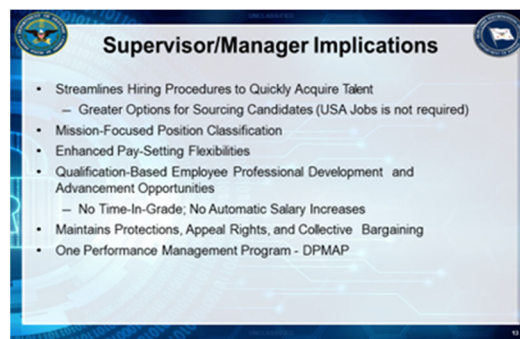 UNCLASSIFIED
Supervisor/Manager Implications
• Streamlines Hiring Procedures to Quickly Acquire Talent
– Greater Options for Sourcing Candidates (USA Jobs is not required)
• Mission-Focused Position Classification
• Enhanced Pay-Setting Flexibilities
• Qualification-Based Employee Professional Development and
Advancement Opportunities
– No Time-In-Grade; No Automatic Salary Increases
• Maintains Protections, Appeal Rights, and Collective Bargaining
• One Performance Management Program - DPMAP
UNCLASSIFIED
13